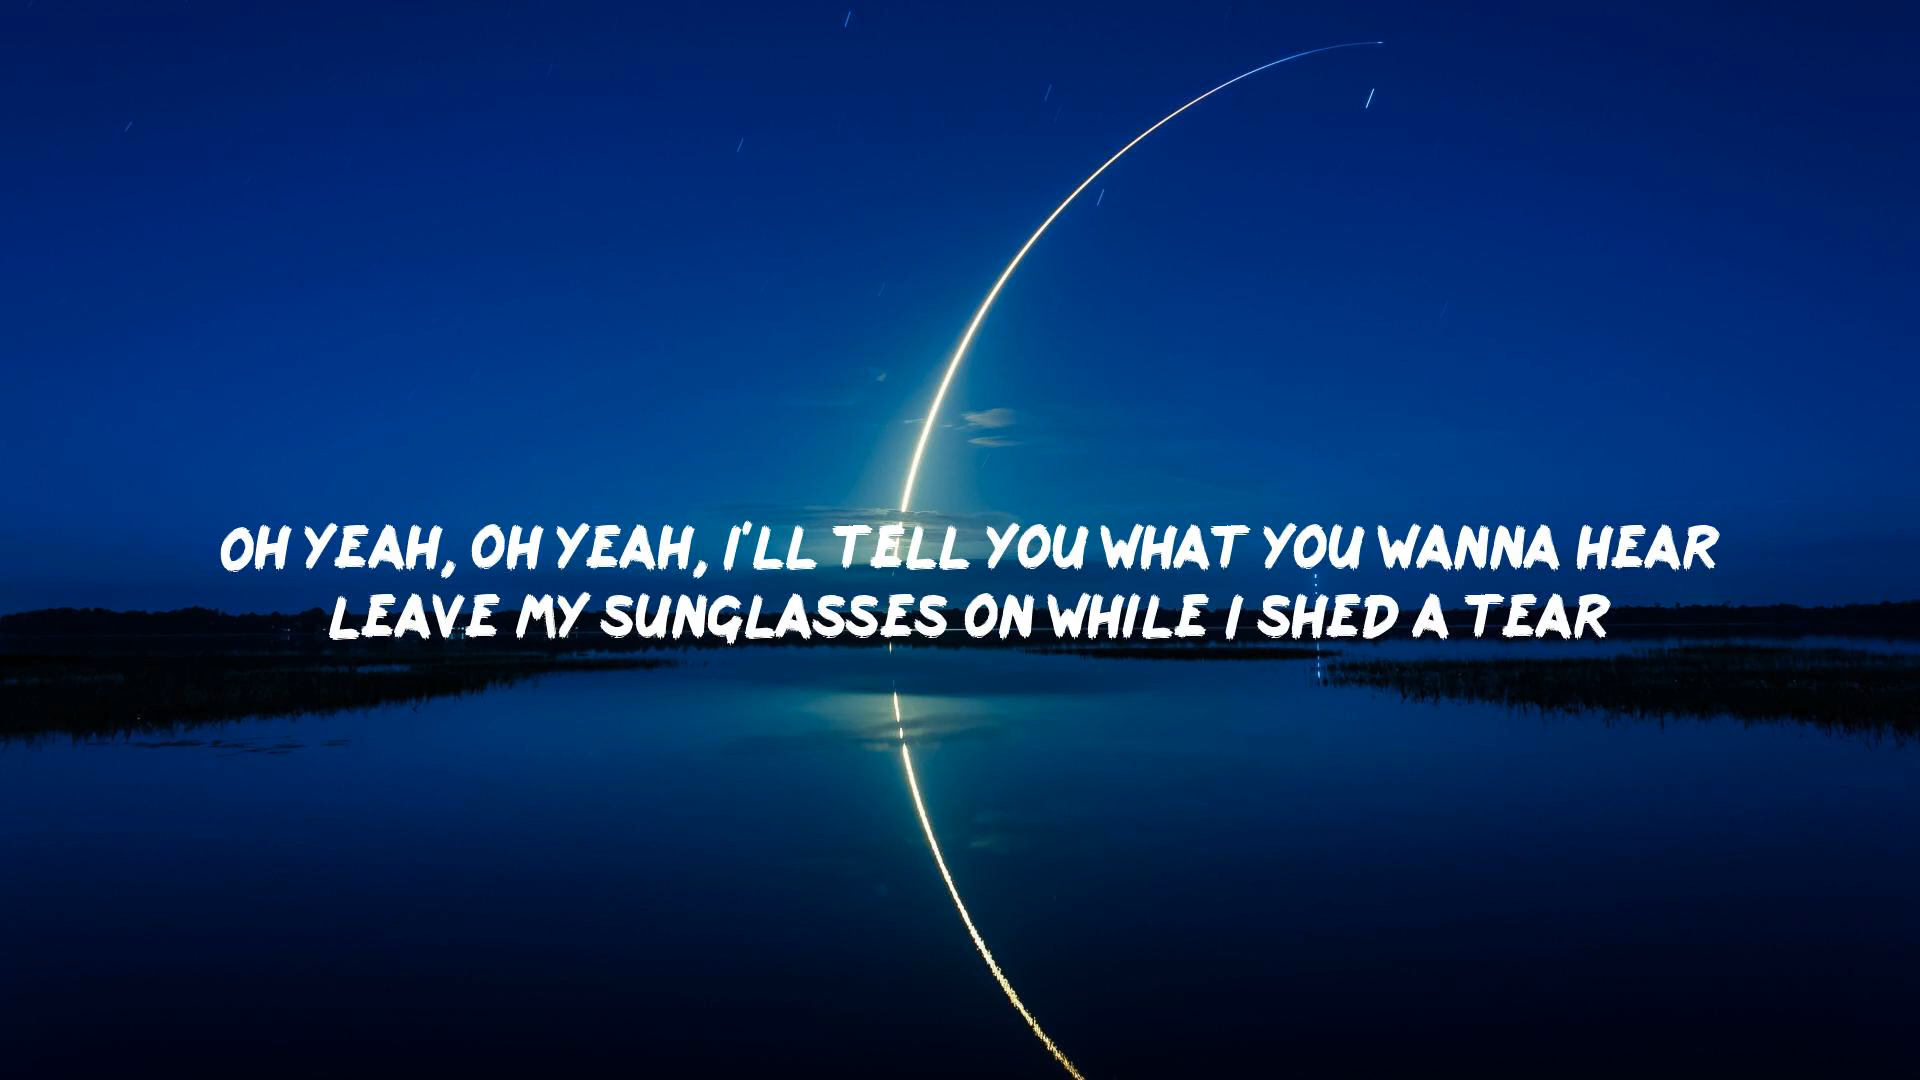 OH YEAH, OH YEAH, I'LL TELL YOU WHAT YOU WANNA HEAR
LEAVE MY SUNGLASSES ON WHILE I SHED A TEAR